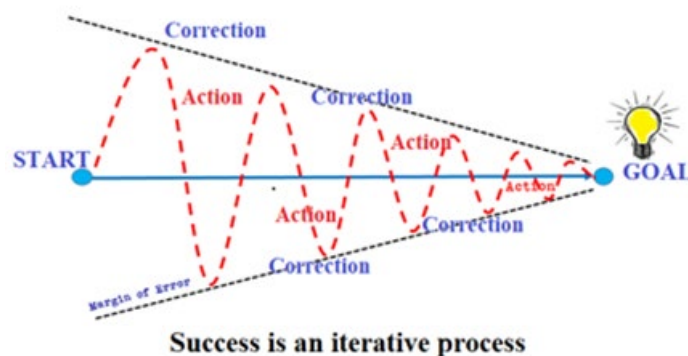 Correction
Action
Correction
Action
START
GOAL
Action
Action
Correction
Correction
Margin of Error
Success is an iterative process